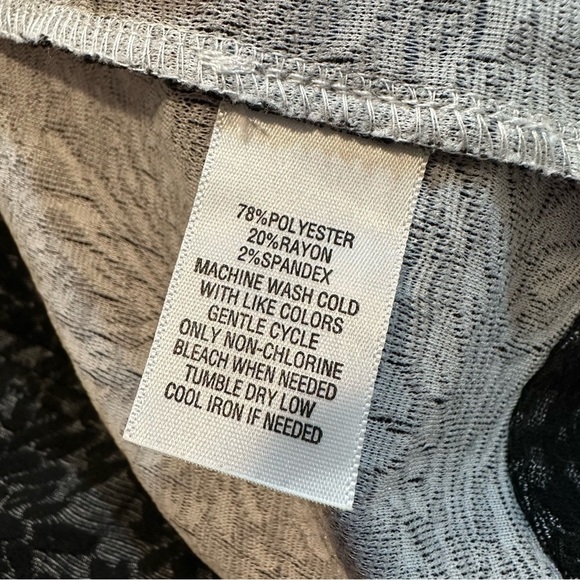 78%POLYESTER
20%RAYON
2%SPANDEX
MACHINE WASH COLD
WITH LIKE COLORS
GENTLE CYCLE
ONLY NON-CHLORINE
BLEACH WHEN NEEDED
TUMBLE DRY LOW
COOL IRON IF NEEDED